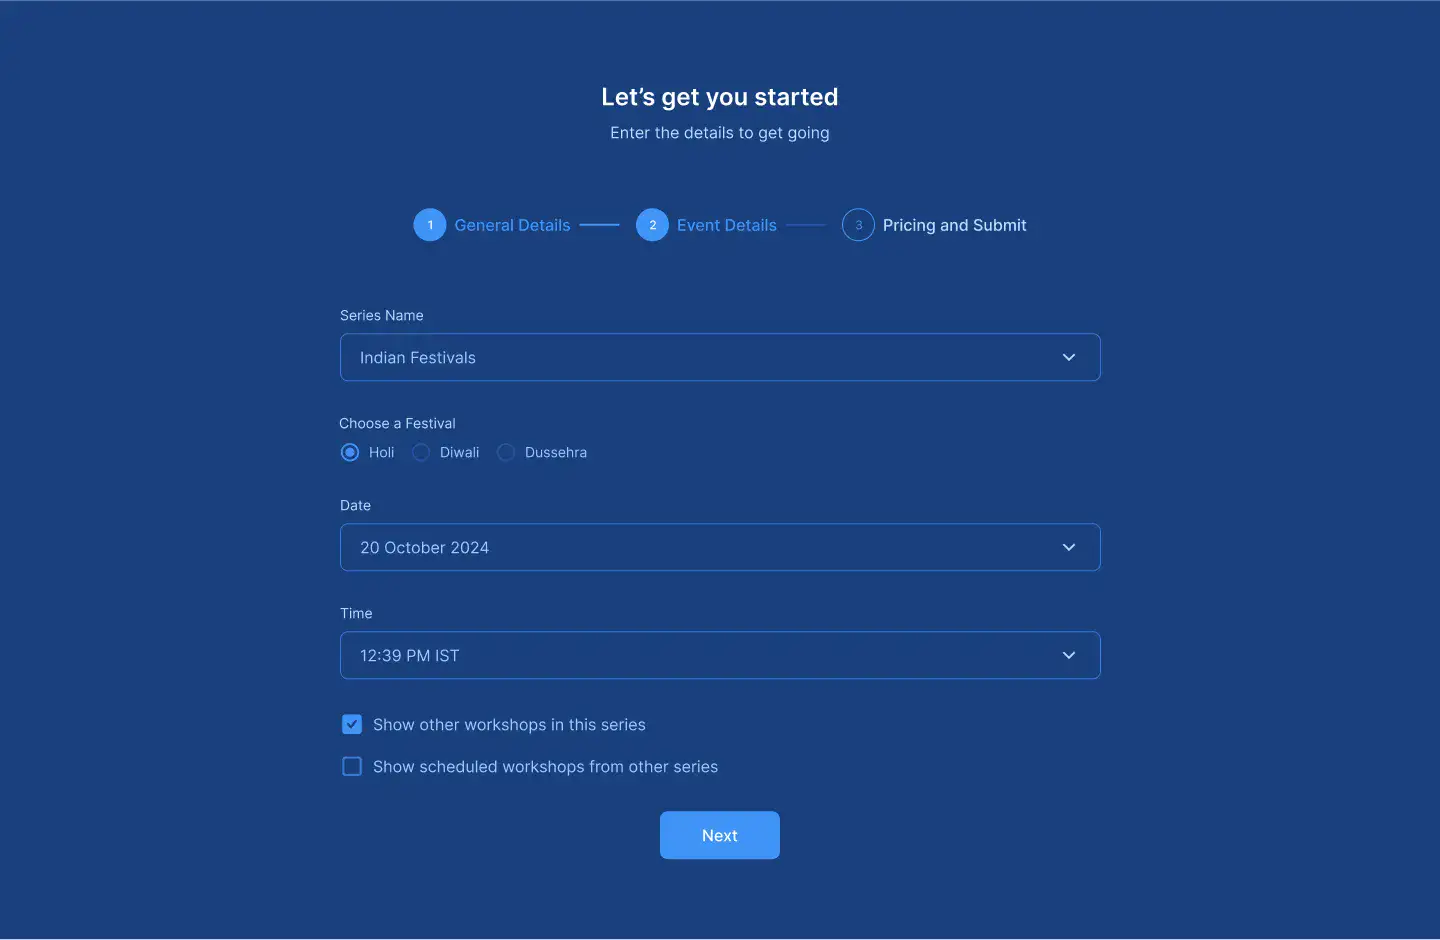 Let’s get you started
Enter the details to get going
1 General Details 2 Event Details 3 Pricing and Submit
Series Name
Indian Festivals
Choose a Festival
Holi Diwali Dussehra
Date
20 October 2024
Time
12:39 PM IST
Show other workshops in this series
Show scheduled workshops from other series
Next